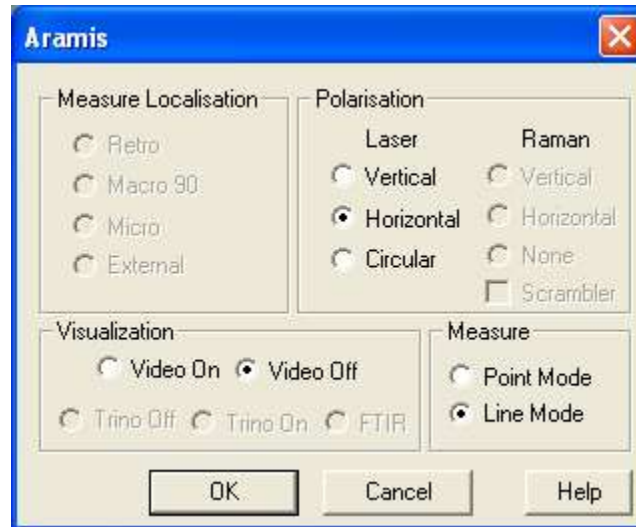 Aramis
Measure Localisation
Retro
Macro 90
Micro
External
Polarisation
Laser
Raman
Vertical
Vertical
Horizontal
Horizontal
Circular
None
Scrambler
Visualization
Video On
Video Off
Trino Off
Trino On
FTIR
Measure
Point Mode
Line Mode
OK
Cancel
Help